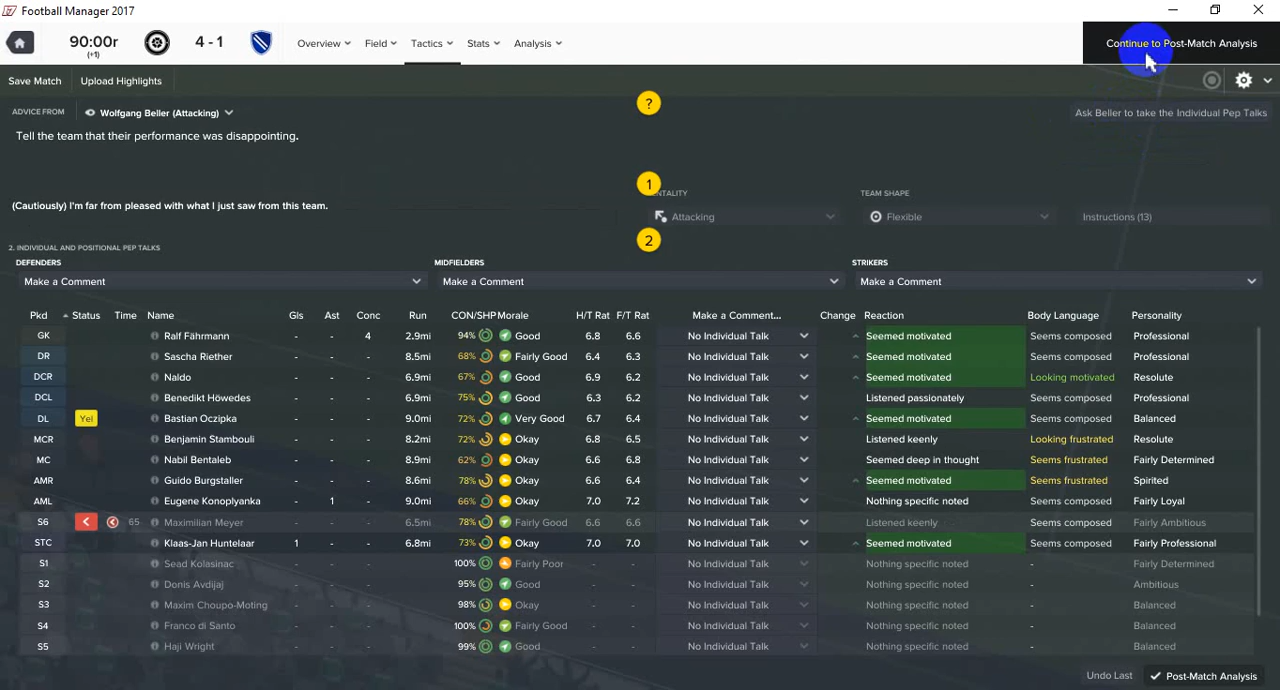 Football Manager 2017
90:00r
(+1)
4 - 1
Overview Field Tactics Stats Analysis
Continue to Post-Match Analysis
Save Match Upload Highlights
ADVICE FROM Wolfgang Beller (Attacking)
? Ask Beller to take the Individual Pep Talks
Tell the team that their performance was disappointing.
1 NTALITY TEAM SHAPE
(Cautiously) I'm far from pleased with what I just saw from this team.
Attacking Flexible Instructions (13)
2
2. INDIVIDUAL AND POSITIONAL PEP TALKS
DEFENDERS MIDFIELDERS STRIKERS
Make a Comment Make a Comment Make a Comment
Pkd Status Time Name Gls Ast Conc Run CON/SHP Morale H/T Rat F/T Rat Make a Comment... Change Reaction Body Language Personality
GK Ralf Fährmann - - 4 2.9mi 94% Good 6.8 6.6 No Individual Talk Seemed motivated Seems composed Professional
DR Sascha Riether - - - 8.5mi 68% Fairly Good 6.4 6.3 No Individual Talk Seemed motivated Seems composed Professional
DCR Naldo - - - 6.9mi 67% Good 6.9 6.2 No Individual Talk Seemed motivated Looking motivated Resolute
DCL Benedikt Höwedes - - - 6.9mi 75% Good 6.3 6.2 No Individual Talk Listened passionately Seems composed Professional
DL Yel Bastian Oczipka - - - 9.0mi 72% Very Good 6.7 6.4 No Individual Talk Seemed motivated Seems composed Balanced
MCR Benjamin Stambouli - - - 8.2mi 72% Okay 6.8 6.5 No Individual Talk Listened keenly Looking frustrated Resolute
MC Nabil Bentaleb - - - 8.9mi 62% Okay 6.6 6.8 No Individual Talk Seemed deep in thought Seems frustrated Fairly Determined
AMR Guido Burgstaller - - - 8.6mi 78% Okay 6.6 6.4 No Individual Talk Seemed motivated Seems frustrated Spirited
AML Eugene Konoplyanka - 1 - 9.0mi 66% Okay 7.0 7.2 No Individual Talk Nothing specific noted Seems composed Fairly Loyal
S6 65 Maximilian Meyer - - - 6.5mi 78% Fairly Good 6.6 6.6 No Individual Talk Listened keenly Seems composed Fairly Ambitious
STC Klaas-Jan Huntelaar 1 - - 6.8mi 73% Okay 7.0 7.0 No Individual Talk Seemed motivated Seems composed Fairly Professional
S1 Sead Kolasinac - - - 100% Fairly Poor - - No Individual Talk Nothing specific noted - Fairly Determined
S2 Donis Avdijaj - - - 95% Good - - No Individual Talk Nothing specific noted - Ambitious
S3 Maxim Choupo-Moting - - - 98% Okay - - No Individual Talk Nothing specific noted - Balanced
S4 Franco di Santo - - - 100% Fairly Good - - No Individual Talk Nothing specific noted - Balanced
S5 Haji Wright - - - 99% Good - - No Individual Talk Nothing specific noted - Balanced
Undo Last Post-Match Analysis